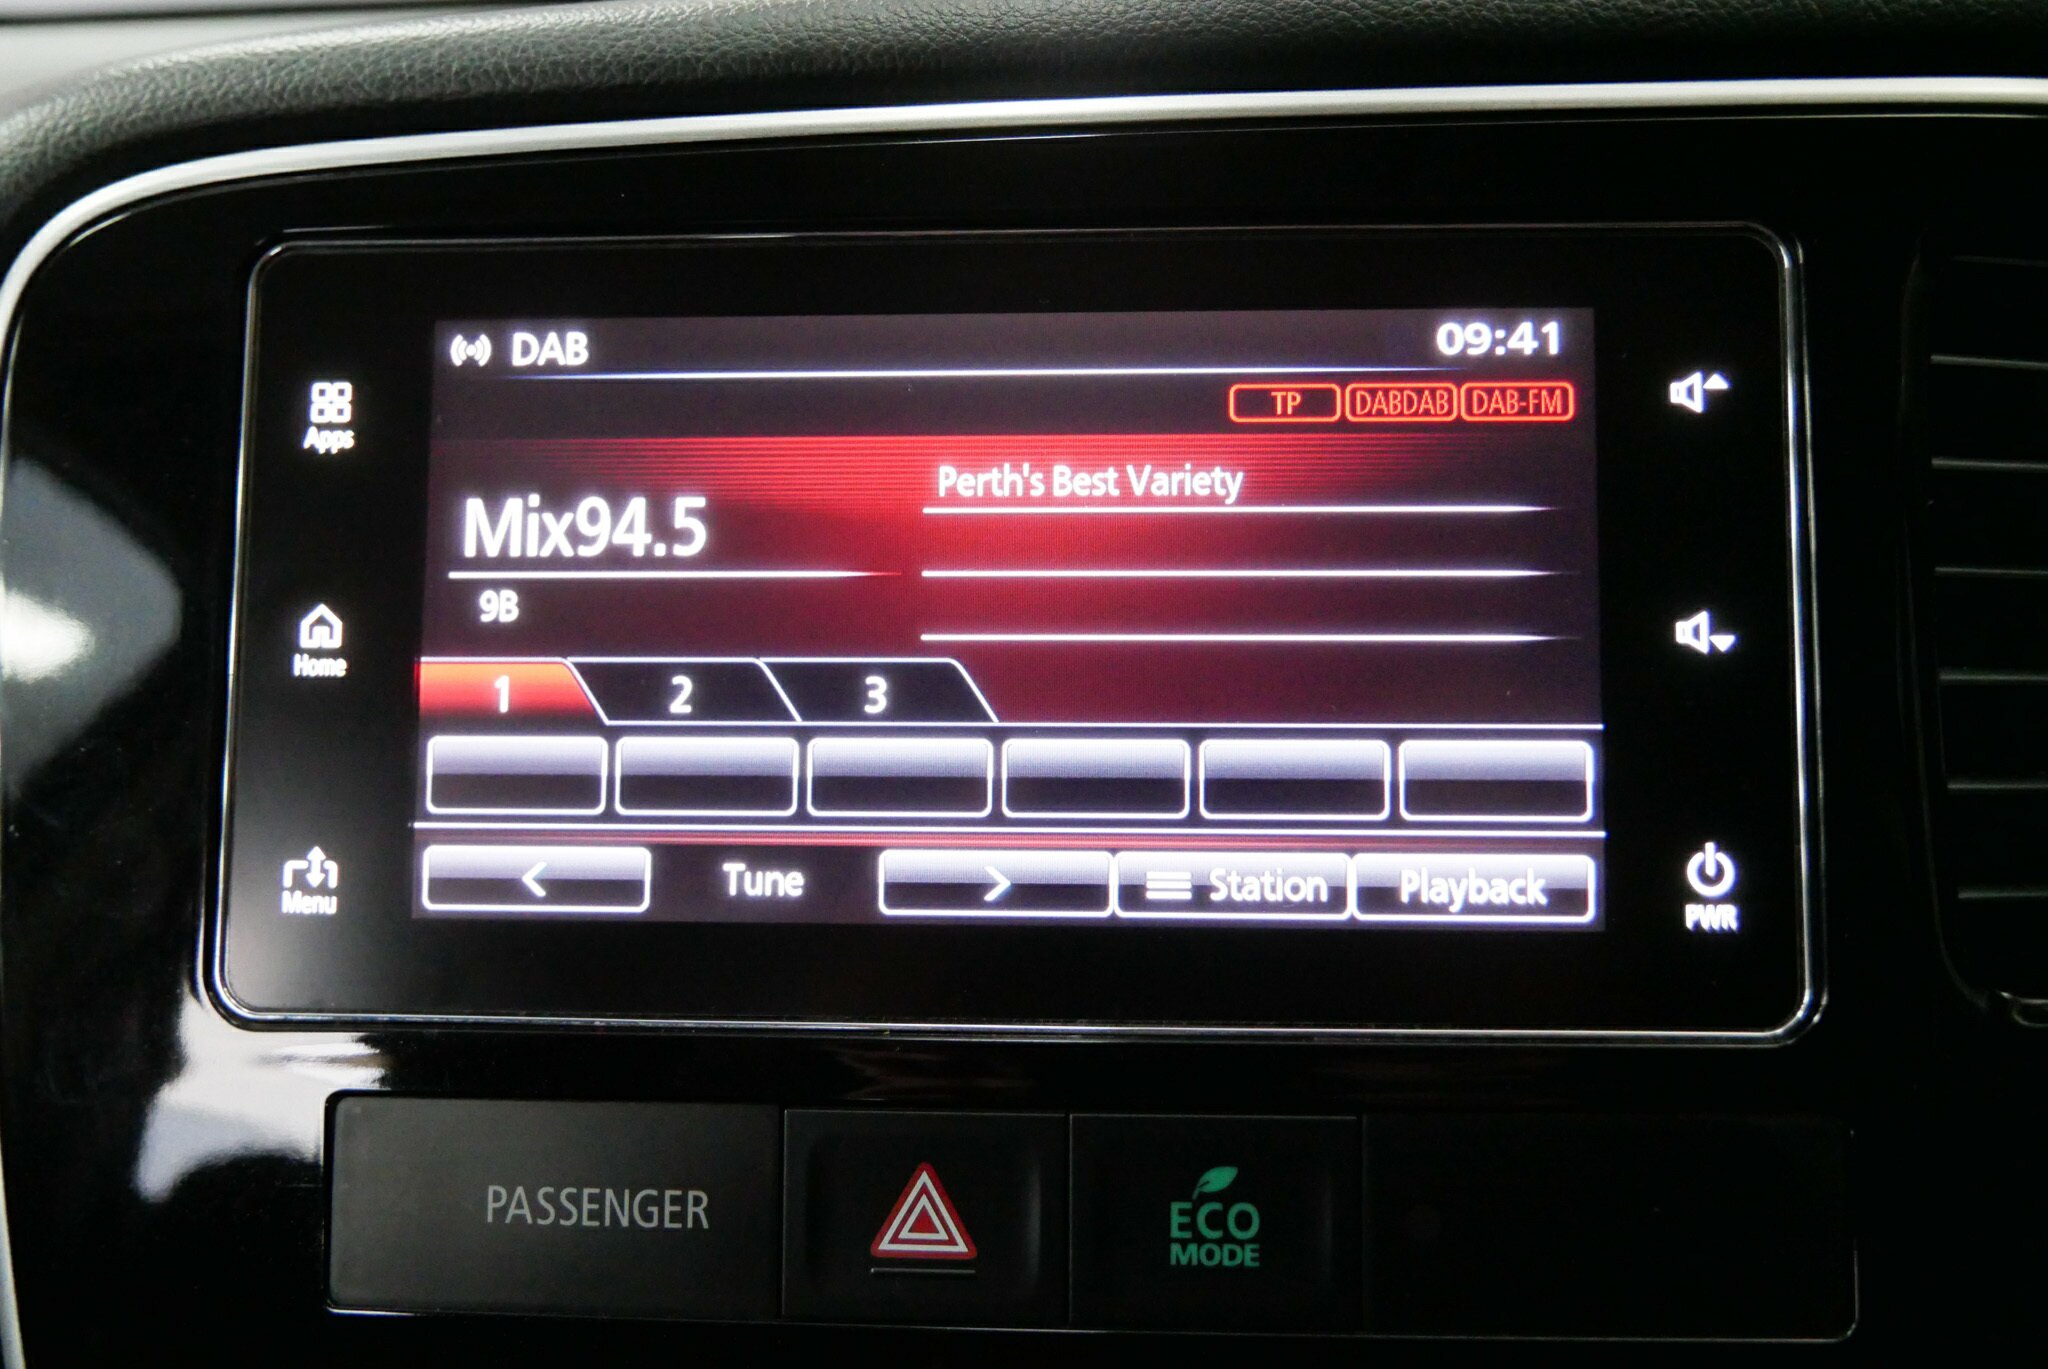 DAB
09:41
TP DABDAB DAB-FM
Apps
Perth's Best Variety
Mix94.5
9B
Home
1 2 3
Tune
Station
Playback
Menu
PWR
PASSENGER
ECO
MODE